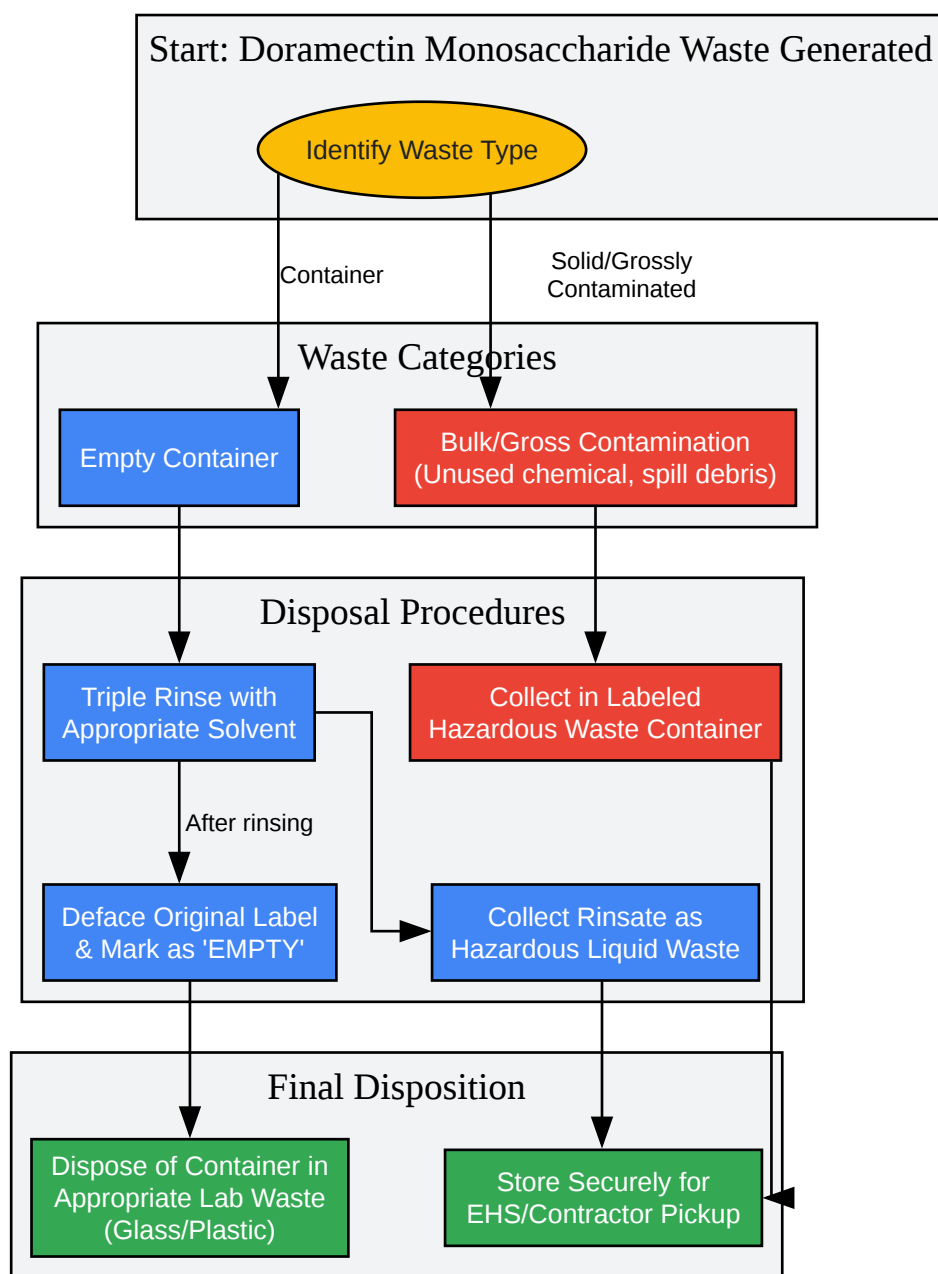 Start: Doramectin Monosaccharide Waste Generated
Identify Waste Type
Container
Solid/Grossly
Contaminated
Waste Categories
Empty Container
Bulk/Gross Contamination
(Unused chemical, spill debris)
Disposal Procedures
Triple Rinse with
Appropriate Solvent
Collect in Labeled
Hazardous Waste Container
After rinsing
Deface Original Label
& Mark as 'EMPTY'
Collect Rinsate as
Hazardous Liquid Waste
Final Disposition
Dispose of Container in
Appropriate Lab Waste
(Glass/Plastic)
Store Securely for
EHS/Contractor Pickup